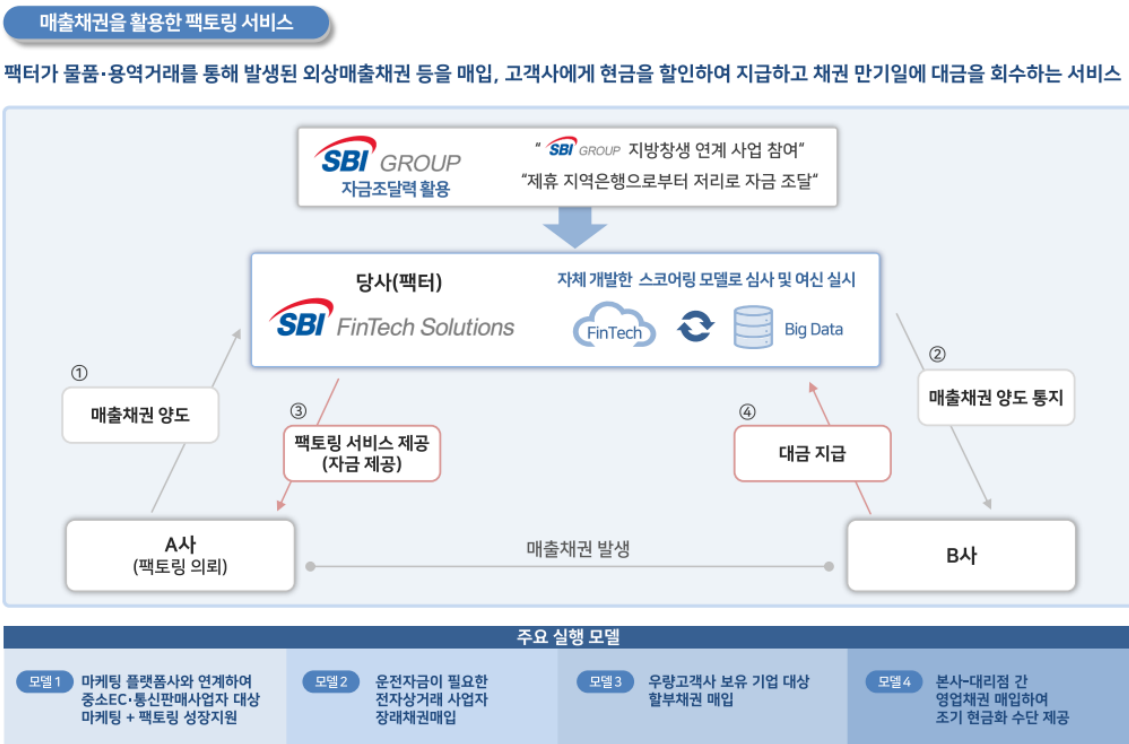 매출채권을 활용한 팩토링 서비스
팩터가 물품·용역거래를 통해 발생된 외상매출채권 등을 매입, 고객사에게 현금을 할인하여 지급하고 채권 만기일에 대금을 회수하는 서비스
SBI GROUP
자금조달력 활용
“ SBI GROUP 지방창생 연계 사업 참여“
“제휴 지역은행으로부터 저리로 자금 조달“
당사(팩터)
SBI FinTech Solutions
자체 개발한 스코어링 모델로 심사 및 여신 실시
FinTech
Big Data
①
매출채권 양도
②
매출채권 양도 통지
③
팩토링 서비스 제공
(자금 제공)
④
대금 지급
A사
(팩토링 의뢰)
매출채권 발생
B사
주요 실행 모델
모델1
마케팅 플랫폼사와 연계하여
중소EC·통신판매사업자 대상
마케팅 + 팩토링 성장지원
모델2
운전자금이 필요한
전자상거래 사업자
장래채권매입
모델3
우량고객사 보유 기업 대상
할부채권 매입
모델4
본사-대리점 간
영업채권 매입하여
조기 현금화 수단 제공